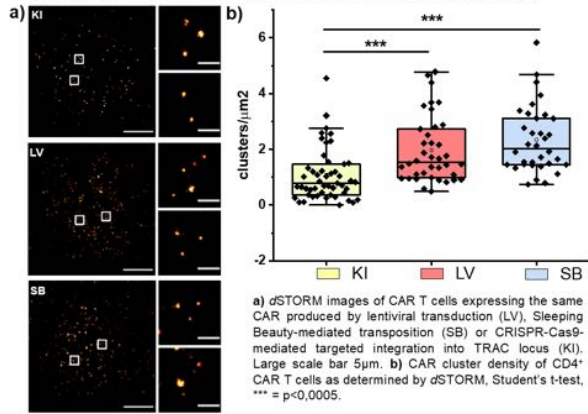 a)
KI
LV
SB
b)
***
***
clusters/μm2
6
4
2
0
-2
KI LV SB
a) dSTORM images of CAR T cells expressing the same
CAR produced by lentiviral transduction (LV), Sleeping
Beauty-mediated transposition (SB) or CRISPR-Cas9-
mediated targeted integration into TRAC locus (KI).
Large scale bar 5μm. b) CAR cluster density of CD4⁺
CAR T cells as determined by dSTORM, Student's t-test,
*** = p<0,0005.